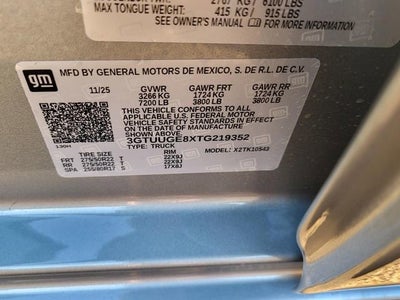 2767 KG / 6100 LBS
MAX TONGUE WEIGHT: 415 KG / 915 LBS
SEE OWNER'S MANUAL FOR MORE INFORMATION
gm
MFD BY GENERAL MOTORS DE MEXICO, S. DE R.L. DE C.V.
11/25 GVWR GAWR FRT GAWR RR
3266 KG 1724 KG 1724 KG
7200 LB 3800 LB 3800 LB
THIS VEHICLE CONFORMS TO ALL
APPLICABLE U.S. FEDERAL MOTOR VEHICLE
SAFETY STANDARDS IN EFFECT ON THE DATE
OF MANUFACTURE SHOWN ABOVE.
3GTUUGE8XTG219352
TYPE: TRUCK MODEL: X2TK10543
TIRE RIM
FRT 275/50R22 T 22X9J
RR 275/50R22 T 22X9J
SPA 255/80R17 S 17X8J